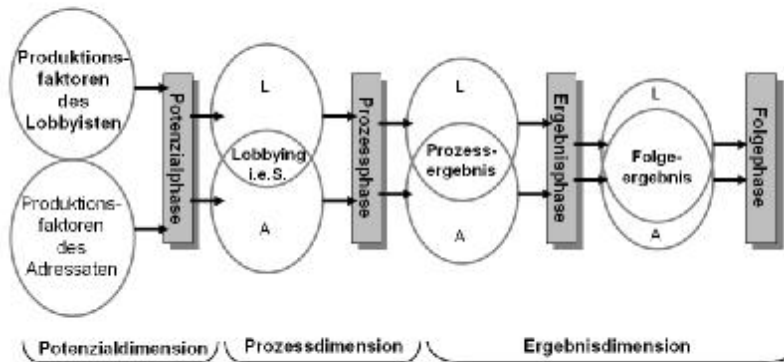 Produktions-
faktoren
des
Lobbyisten
Produktions-
faktoren
des
Adressaten
Potenzialphase
L
Lobbying
i.e.S.
A
Prozessphase
L
Prozess-
ergebnis
A
Ergebnisphase
L
Folge-
ergebnis
A
Folgephase
Potenzialdimension
Prozessdimension
Ergebnisdimension